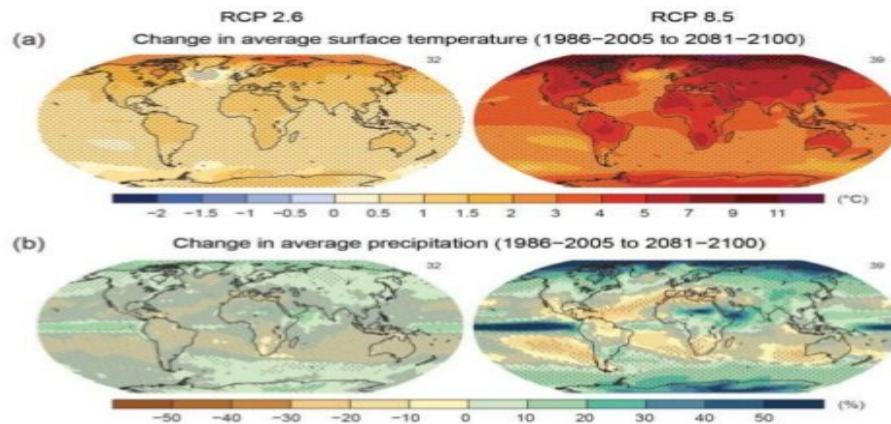 RCP 2.6 RCP 8.5
(a) Change in average surface temperature (1986−2005 to 2081−2100)
32 39
−2 −1.5 −1 −0.5 0 0.5 1 1.5 2 3 4 5 7 9 11 (°C)
(b) Change in average precipitation (1986−2005 to 2081−2100)
32 39
−50 −40 −30 −20 −10 0 10 20 30 40 50 (%)